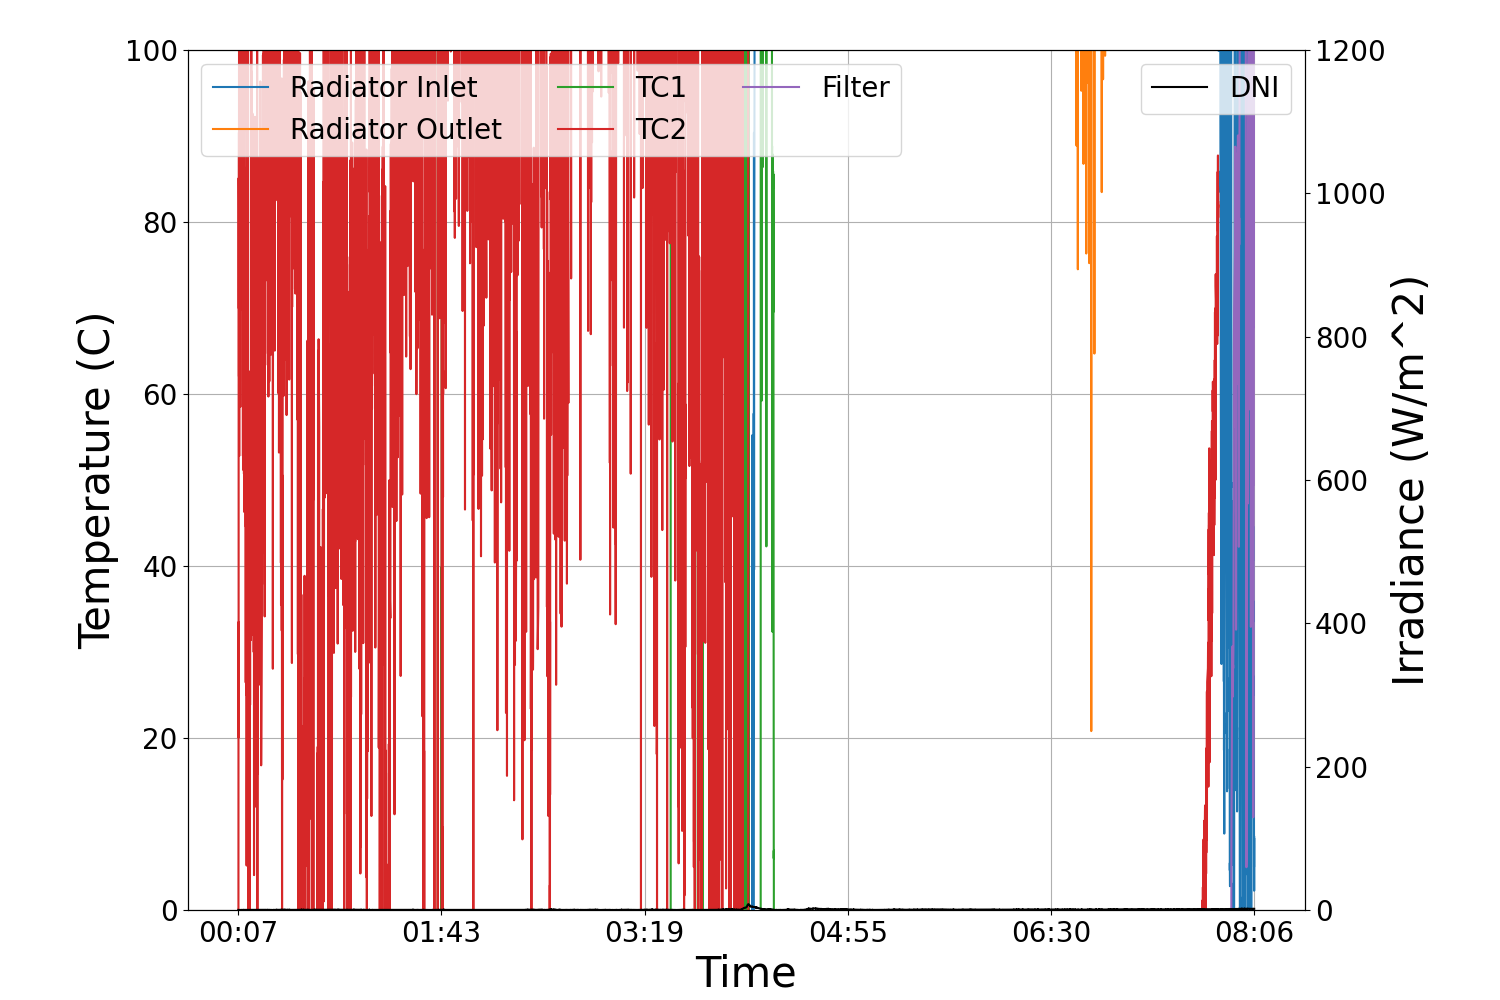 100
80
60
40
20
0
Temperature (C)
Radiator Inlet
Radiator Outlet
TC1
TC2
Filter
DNI
1200
1000
800
600
400
200
0
Irradiance (W/m^2)
00:07
01:43
03:19
04:55
06:30
08:06
Time